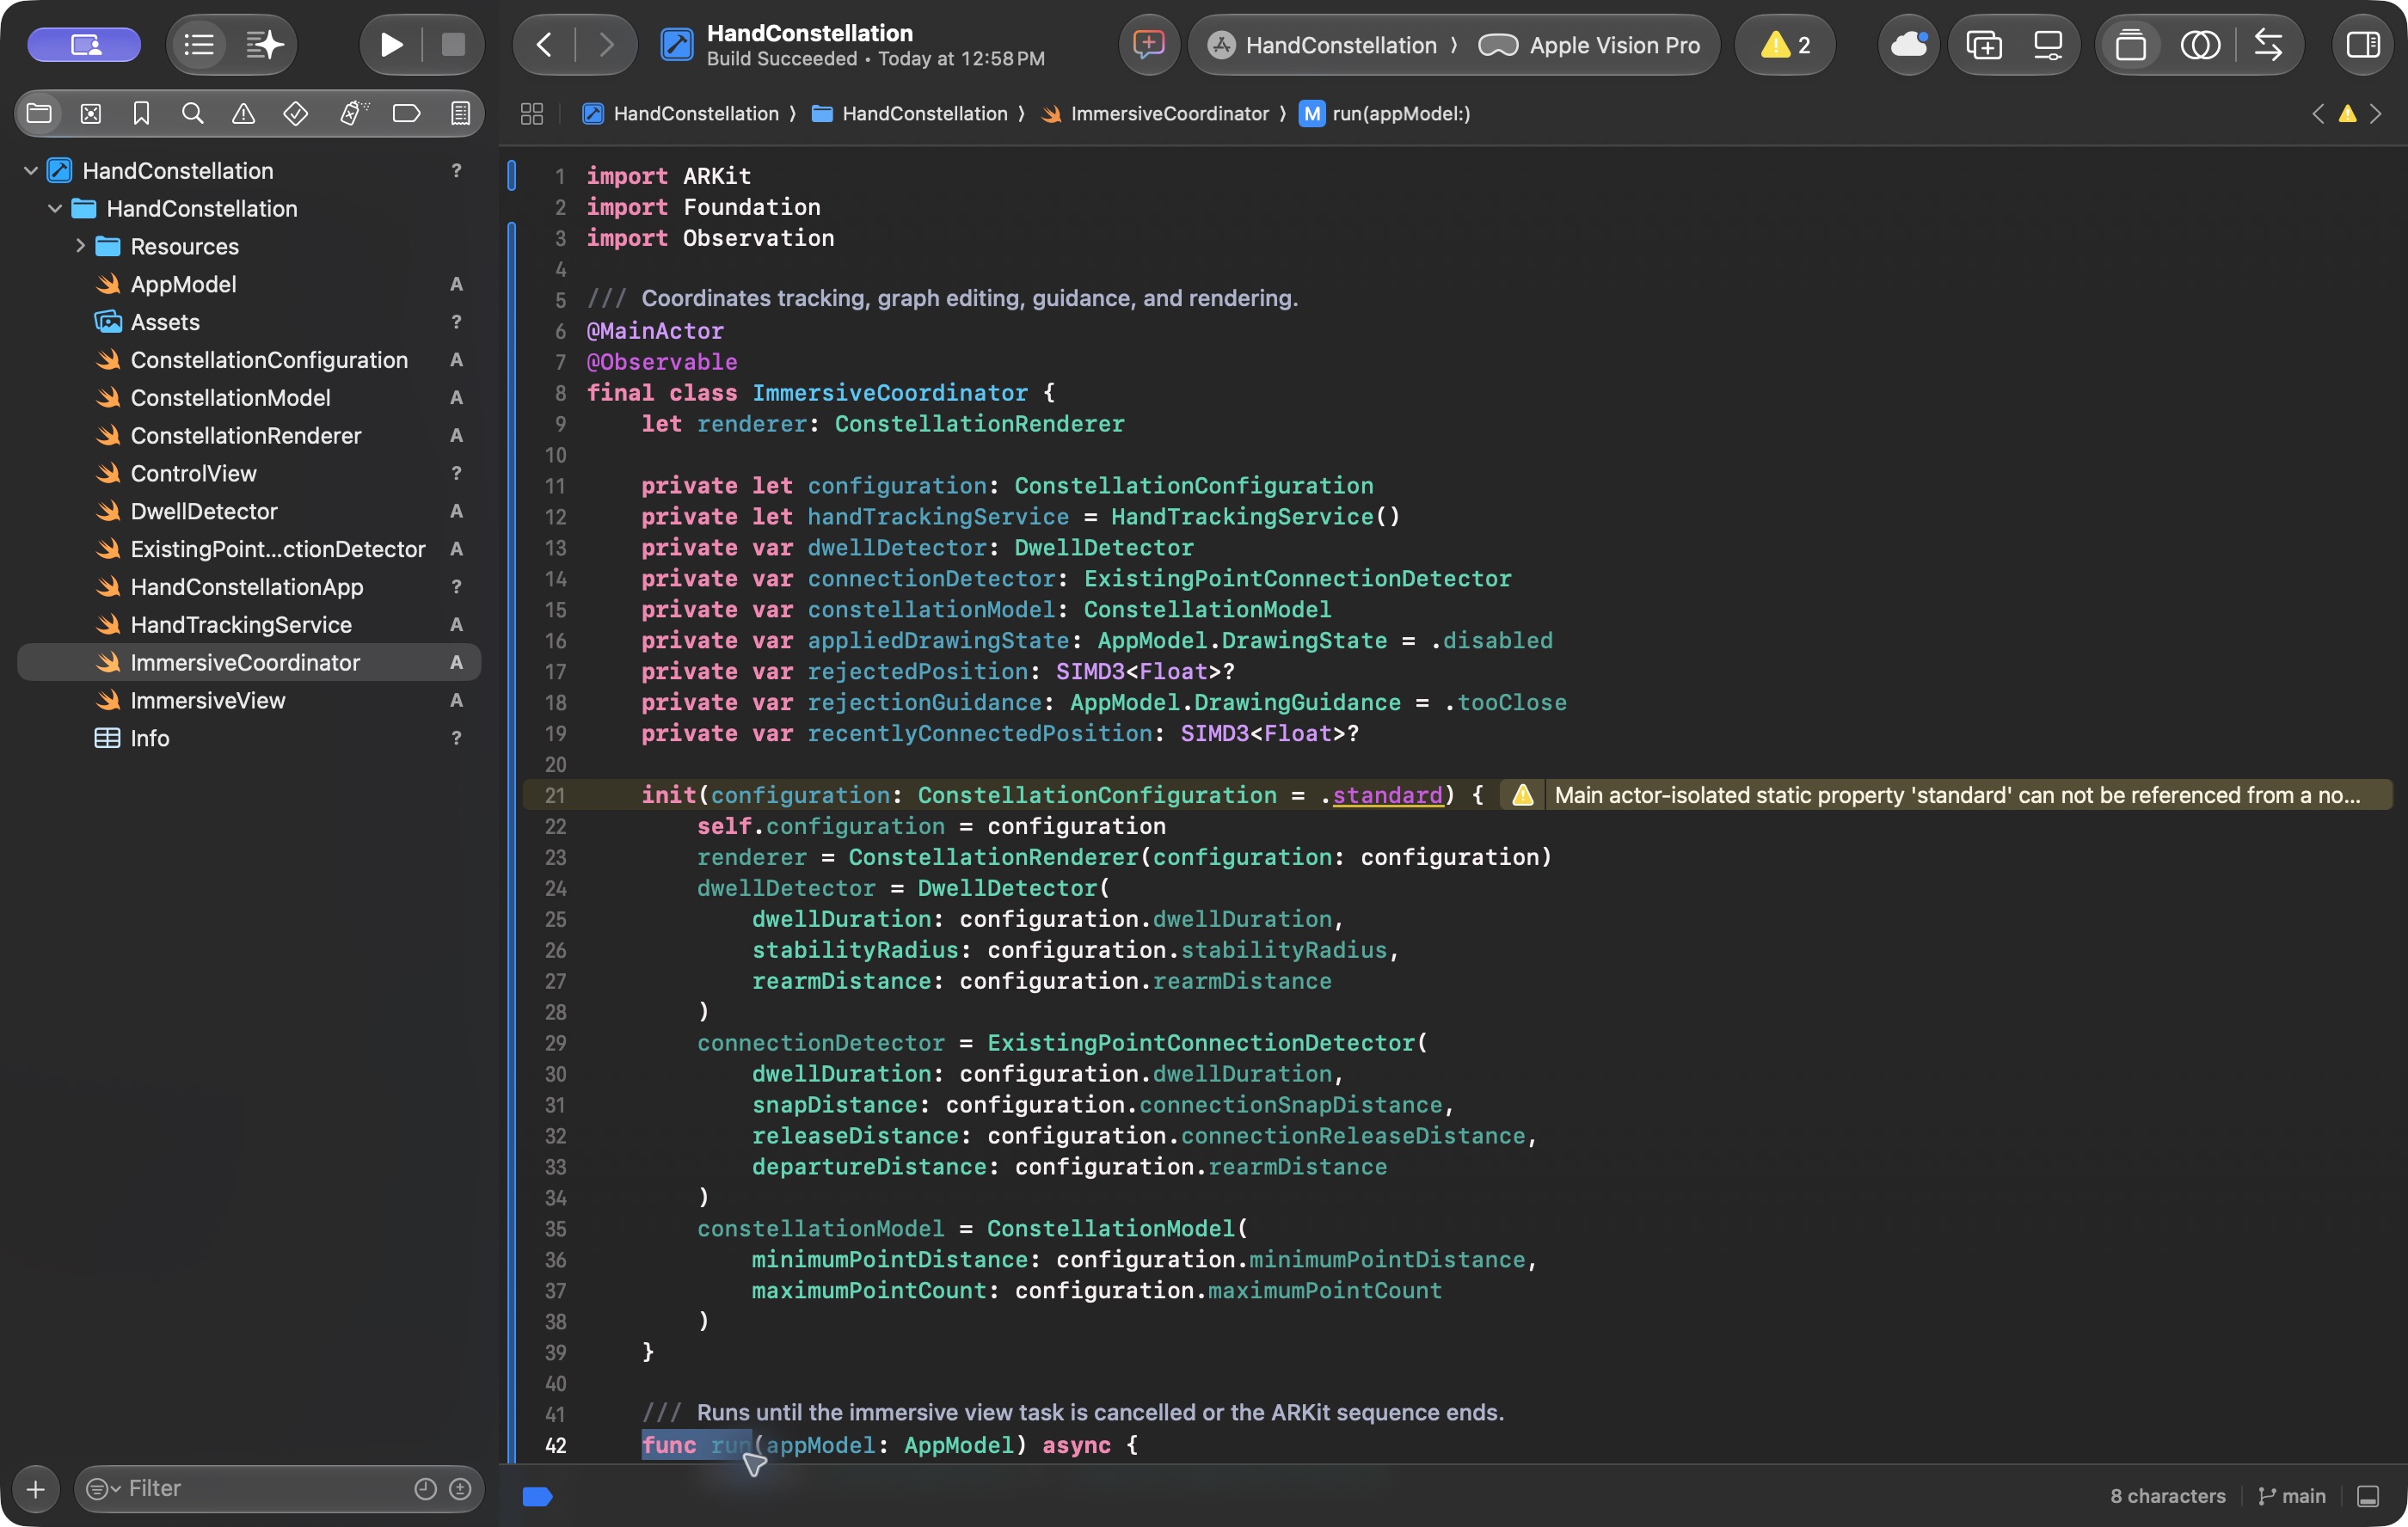 HandConstellation
Build Succeeded • Today at 12:58 PM
HandConstellation 〉 Apple Vision Pro
2
HandConstellation 〉 HandConstellation 〉 ImmersiveCoordinator 〉 M run(appModel:)
HandConstellation ?
HandConstellation
Resources
AppModel A
Assets ?
ConstellationConfiguration A
ConstellationModel A
ConstellationRenderer A
ControlView ?
DwellDetector A
ExistingPoint...ctionDetector A
HandConstellationApp ?
HandTrackingService A
ImmersiveCoordinator A
ImmersiveView A
Info ?
Filter
1 import ARKit
2 import Foundation
3 import Observation
4
5 /// Coordinates tracking, graph editing, guidance, and rendering.
6 @MainActor
7 @Observable
8 final class ImmersiveCoordinator {
9 let renderer: ConstellationRenderer
10
11 private let configuration: ConstellationConfiguration
12 private let handTrackingService = HandTrackingService()
13 private var dwellDetector: DwellDetector
14 private var connectionDetector: ExistingPointConnectionDetector
15 private var constellationModel: ConstellationModel
16 private var appliedDrawingState: AppModel.DrawingState = .disabled
17 private var rejectedPosition: SIMD3<Float>?
18 private var rejectionGuidance: AppModel.DrawingGuidance = .tooClose
19 private var recentlyConnectedPosition: SIMD3<Float>?
20
21 init(configuration: ConstellationConfiguration = .standard) { Main actor-isolated static property 'standard' can not be referenced from a no...
22 self.configuration = configuration
23 renderer = ConstellationRenderer(configuration: configuration)
24 dwellDetector = DwellDetector(
25 dwellDuration: configuration.dwellDuration,
26 stabilityRadius: configuration.stabilityRadius,
27 rearmDistance: configuration.rearmDistance
28 )
29 connectionDetector = ExistingPointConnectionDetector(
30 dwellDuration: configuration.dwellDuration,
31 snapDistance: configuration.connectionSnapDistance,
32 releaseDistance: configuration.connectionReleaseDistance,
33 departureDistance: configuration.rearmDistance
34 )
35 constellationModel = ConstellationModel(
36 minimumPointDistance: configuration.minimumPointDistance,
37 maximumPointCount: configuration.maximumPointCount
38 )
39 }
40
41 /// Runs until the immersive view task is cancelled or the ARKit sequence ends.
42 func run(appModel: AppModel) async {
8 characters
main